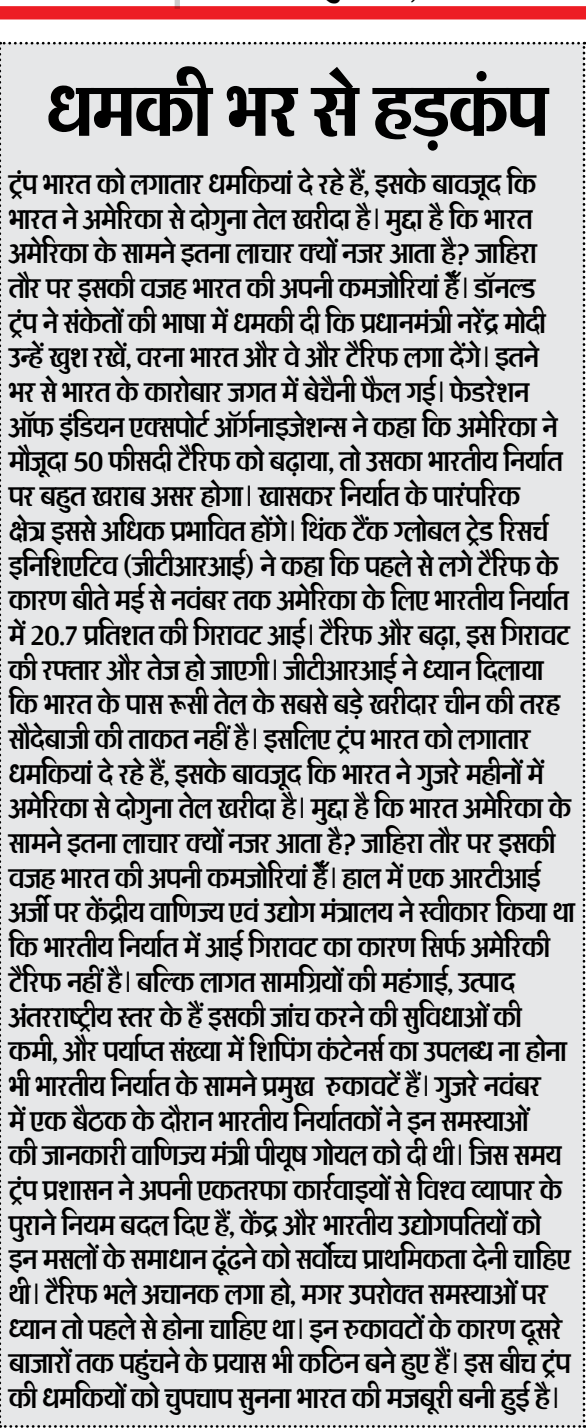 धमकी भर से हड़कंप
ट्रंप भारत को लगातार धमकियां दे रहे हैं, इसके बावजूद कि
भारत ने अमेरिका से दोगुना तेल खरीदा है। मुद्दा है कि भारत
अमेरिका के सामने इतना लाचार क्यों नजर आता है? जाहिरा
तौर पर इसकी वजह भारत की अपनी कमजोरियां हैं। डॉनल्ड
ट्रंप ने संकेतों की भाषा में धमकी दी कि प्रधानमंत्री नरेंद्र मोदी
उन्हें खुश रखें, वरना भारत और वे और टैरिफ लगा देंगे। इतने
भर से भारत के कारोबार जगत में बेचैनी फैल गई। फेडरेशन
ऑफ इंडियन एक्सपोर्ट ऑर्गनाइजेशन्स ने कहा कि अमेरिका ने
मौजूदा 50 फीसदी टैरिफ को बढ़ाया, तो उसका भारतीय निर्यात
पर बहुत खराब असर होगा। खासकर निर्यात के पारंपरिक
क्षेत्र इससे अधिक प्रभावित होंगे। थिंक टैंक ग्लोबल ट्रेड रिसर्च
इनिशिएटिव (जीटीआरआई) ने कहा कि पहले से लगे टैरिफ के
कारण बीते मई से नवंबर तक अमेरिका के लिए भारतीय निर्यात
में 20.7 प्रतिशत की गिरावट आई। टैरिफ और बढ़ा, इस गिरावट
की रफ्तार और तेज हो जाएगी। जीटीआरआई ने ध्यान दिलाया
कि भारत के पास रूसी तेल के सबसे बड़े खरीदार चीन की तरह
सौदेबाजी की ताकत नहीं है। इसलिए ट्रंप भारत को लगातार
धमकियां दे रहे हैं, इसके बावजूद कि भारत ने गुजरे महीनों में
अमेरिका से दोगुना तेल खरीदा है। मुद्दा है कि भारत अमेरिका के
सामने इतना लाचार क्यों नजर आता है? जाहिरा तौर पर इसकी
वजह भारत की अपनी कमजोरियां हैं। हाल में एक आरटीआई
अर्जी पर केंद्रीय वाणिज्य एवं उद्योग मंत्रालय ने स्वीकार किया था
कि भारतीय निर्यात में आई गिरावट का कारण सिर्फ अमेरिकी
टैरिफ नहीं है। बल्कि लागत सामग्रियों की महंगाई, उत्पाद
अंतरराष्ट्रीय स्तर के हैं इसकी जांच करने की सुविधाओं की
कमी, और पर्याप्त संख्या में शिपिंग कंटेनर्स का उपलब्ध ना होना
भी भारतीय निर्यात के सामने प्रमुख रुकावटें हैं। गुजरे नवंबर
में एक बैठक के दौरान भारतीय निर्यातकों ने इन समस्याओं
की जानकारी वाणिज्य मंत्री पीयूष गोयल को दी थी। जिस समय
ट्रंप प्रशासन ने अपनी एकतरफा कार्रवाइयों से विश्व व्यापार के
पुराने नियम बदल दिए हैं, केंद्र और भारतीय उद्योगपतियों को
इन मसलों के समाधान ढूंढने को सर्वोच्च प्राथमिकता देनी चाहिए
थी। टैरिफ भले अचानक लगा हो, मगर उपरोक्त समस्याओं पर
ध्यान तो पहले से होना चाहिए था। इन रुकावटों के कारण दूसरे
बाजारों तक पहुंचने के प्रयास भी कठिन बने हुए हैं। इस बीच ट्रंप
की धमकियों को चुपचाप सुनना भारत की मजबूरी बनी हुई है।